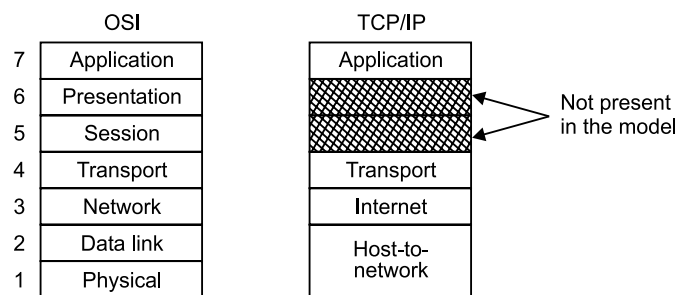 OSI TCP/IP
7 Application Application
6 Presentation
Not present
in the model
5 Session
4 Transport Transport
3 Network Internet
2 Data link
Host-to-
network
1 Physical